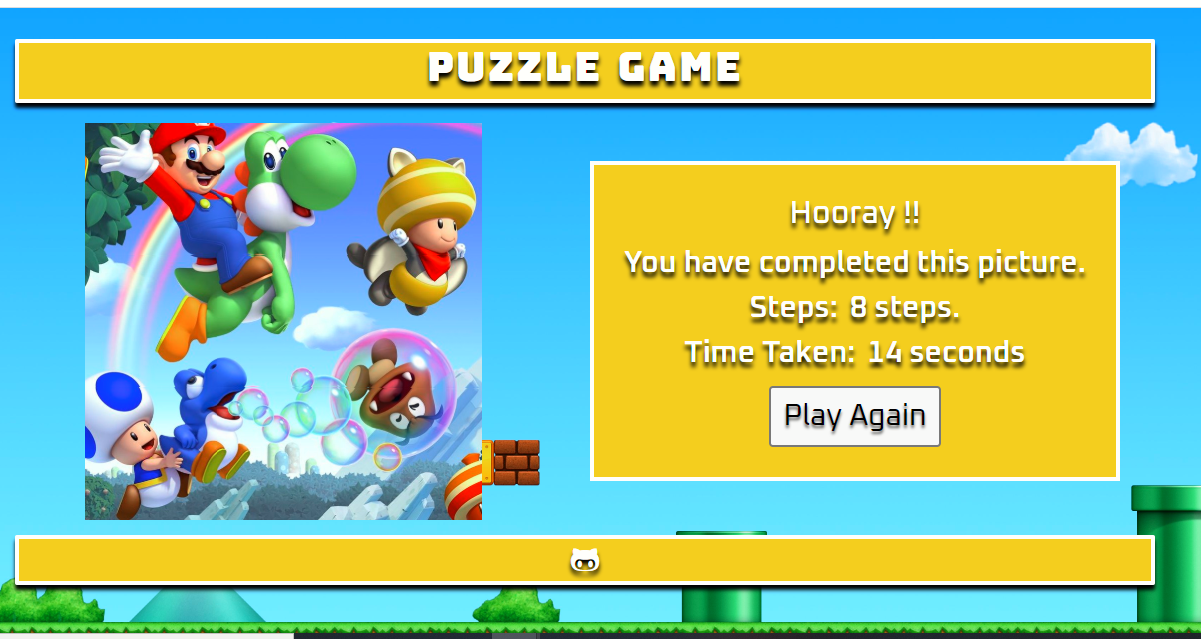 PUZZLE GAME
Hooray !!
You have completed this picture.
Steps: 8 steps.
Time Taken: 14 seconds
Play Again